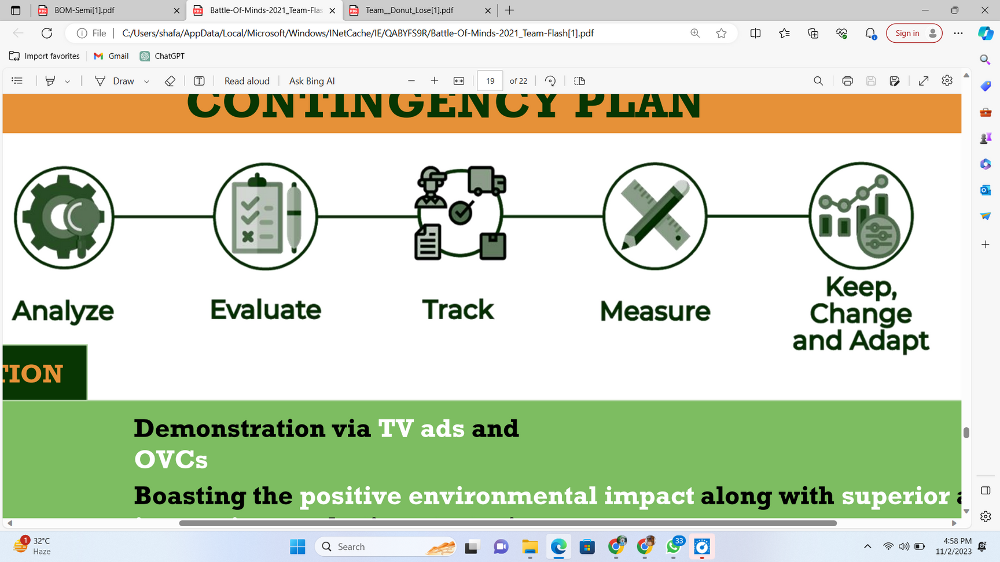 BOM-Semi[1].pdf
Battle-Of-Minds-2021_Team-Flas
Team__Donut_Lose[1].pdf
File
C:/Users/shafa/AppData/Local/Microsoft/Windows/INetCache/IE/QABYFS9R/Battle-Of-Minds-2021_Team-Flash[1].pdf
Sign in
Import favorites
Gmail
ChatGPT
Draw
Read aloud
Ask Bing AI
19
of 22
CONTINGENCY PLAN
Analyze
Evaluate
Track
Measure
Keep,
Change
and Adapt
TION
Demonstration via TV ads and
OVCs
Boasting the positive environmental impact along with superior
1
32°C
Haze
Search
33
4:58 PM
11/2/2023